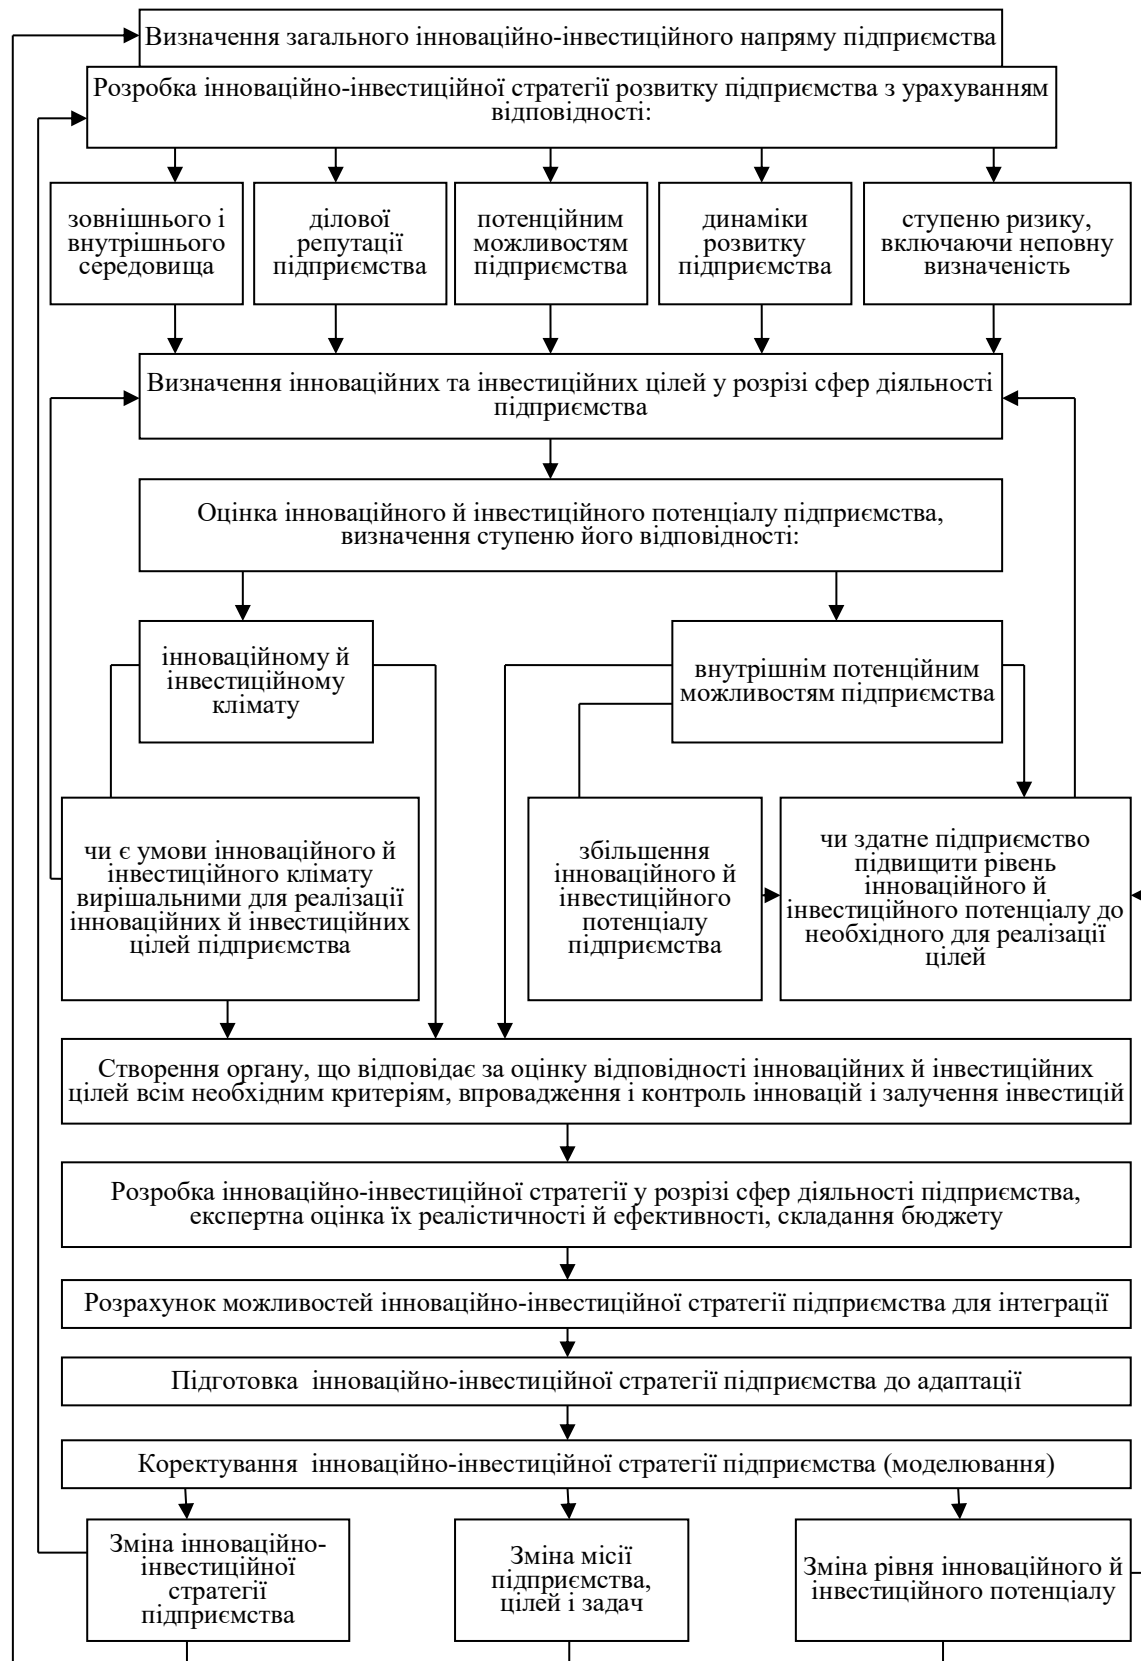 Визначення загального інноваційно-інвестиційного напряму підприємства
Розробка інноваційно-інвестиційної стратегії розвитку підприємства з урахуванням
відповідності:
зовнішнього і
внутрішнього
середовища
ділової
репутації
підприємства
потенційним
можливостям
підприємства
динаміки
розвитку
підприємства
ступеню ризику,
включаючи неповну
визначеність
Визначення інноваційних та інвестиційних цілей у розрізі сфер діяльності
підприємства
Оцінка інноваційного й інвестиційного потенціалу підприємства,
визначення ступеню його відповідності:
інноваційному й
інвестиційному
клімату
внутрішнім потенційним
можливостям підприємства
чи є умови інноваційного й
інвестиційного клімату
вирішальними для реалізації
інноваційних й інвестиційних
цілей підприємства
збільшення
інноваційного й
інвестиційного
потенціалу
підприємства
чи здатне підприємство
підвищити рівень
інноваційного й
інвестиційного потенціалу до
необхідного для реалізації
цілей
Створення органу, що відповідає за оцінку відповідності інноваційних й інвестиційних
цілей всім необхідним критеріям, впровадження і контроль інновацій і залучення інвестицій
Розробка інноваційно-інвестиційної стратегії у розрізі сфер діяльності підприємства,
експертна оцінка їх реалістичності й ефективності, складання бюджету
Розрахунок можливостей інноваційно-інвестиційної стратегії підприємства для інтеграції
Підготовка інноваційно-інвестиційної стратегії підприємства до адаптації
Коректування інноваційно-інвестиційної стратегії підприємства (моделювання)
Зміна інноваційно-
інвестиційної
стратегії
підприємства
Зміна місії
підприємства,
цілей і задач
Зміна рівня інноваційного й
інвестиційного потенціалу